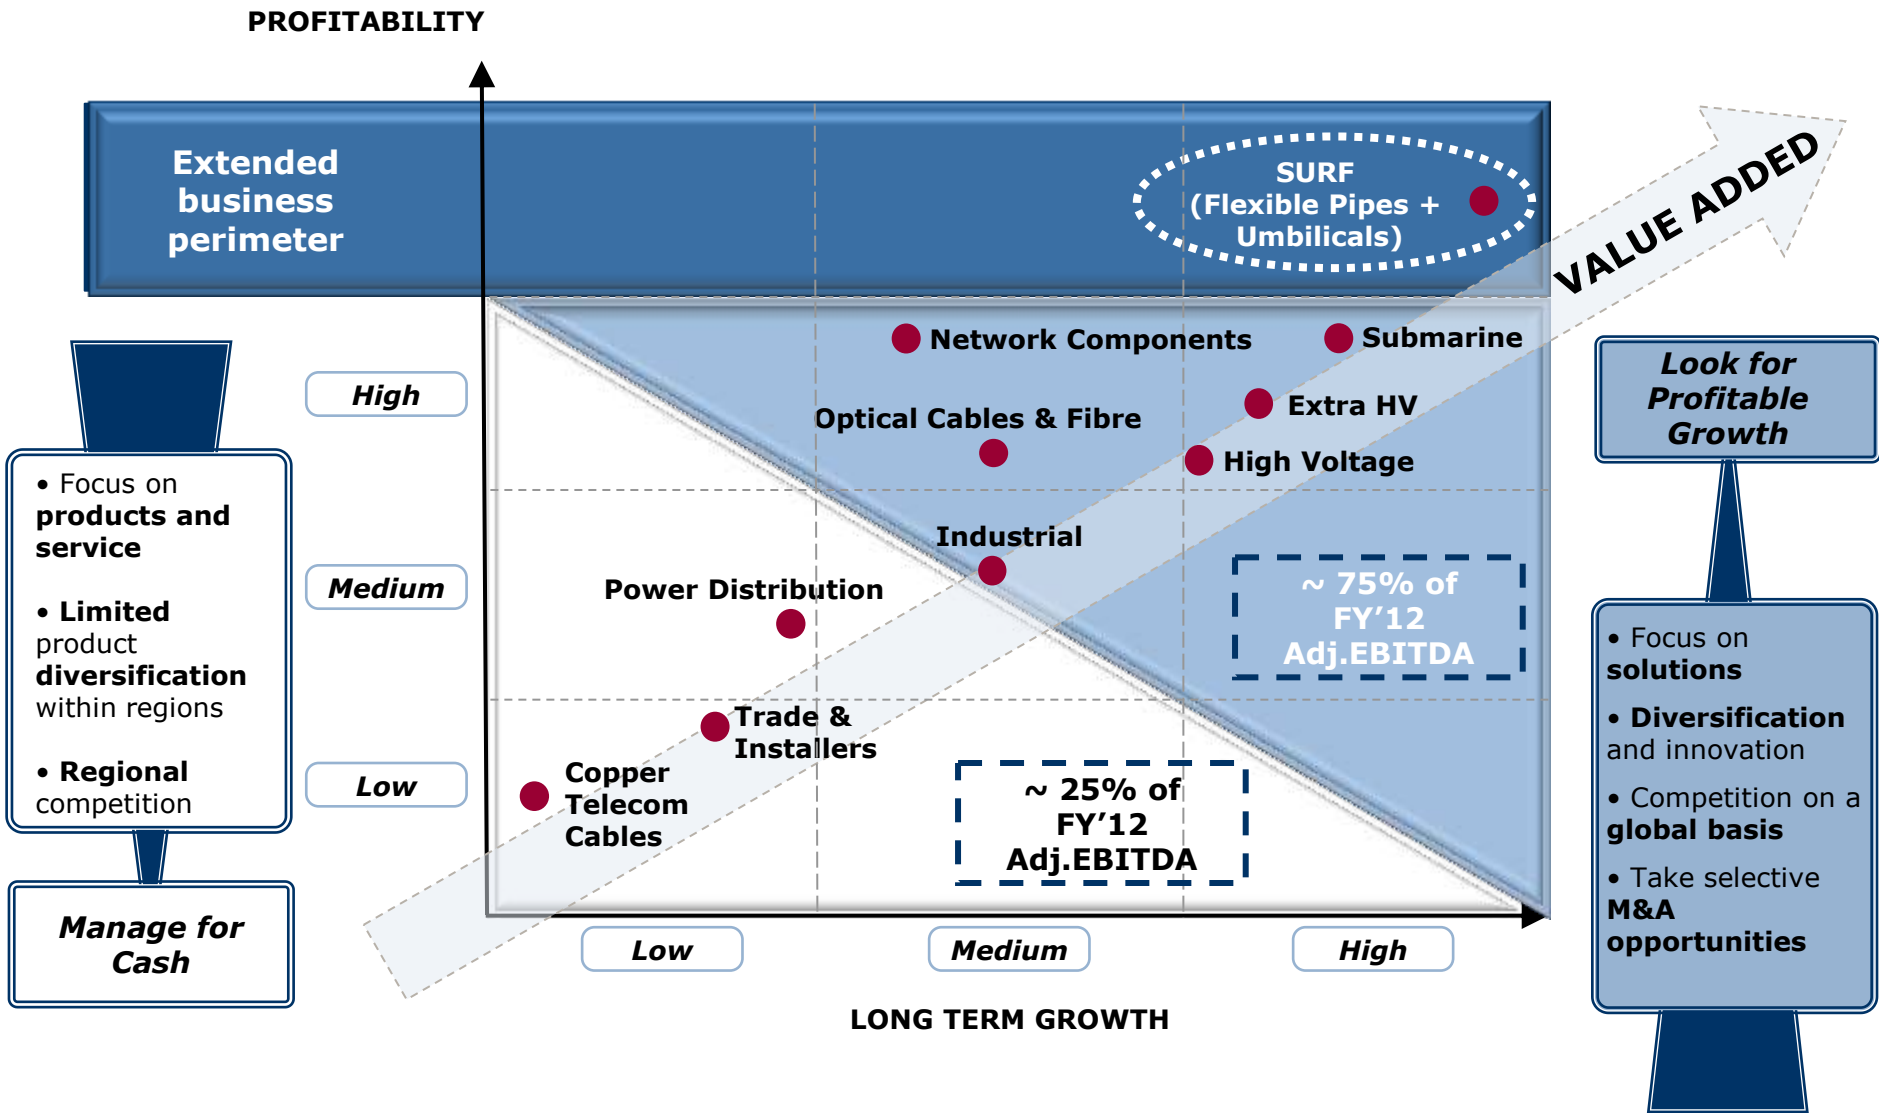 PROFITABILITY
Extended
business
perimeter
SURF
(Flexible Pipes +
Umbilicals)
VALUE ADDED
Network Components
Submarine
Optical Cables & Fibre
Extra HV
High Voltage
Industrial
Power Distribution
Trade &
Installers
Copper
Telecom
Cables
~ 75% of
FY'12
Adj.EBITDA
~ 25% of
FY'12
Adj.EBITDA
High
Medium
Low
Low
Medium
High
LONG TERM GROWTH
• Focus on
products and
service
• Limited
product
diversification
within regions
• Regional
competition
Manage for
Cash
Look for
Profitable
Growth
• Focus on
solutions
• Diversification
and innovation
• Competition on a
global basis
• Take selective
M&A
opportunities